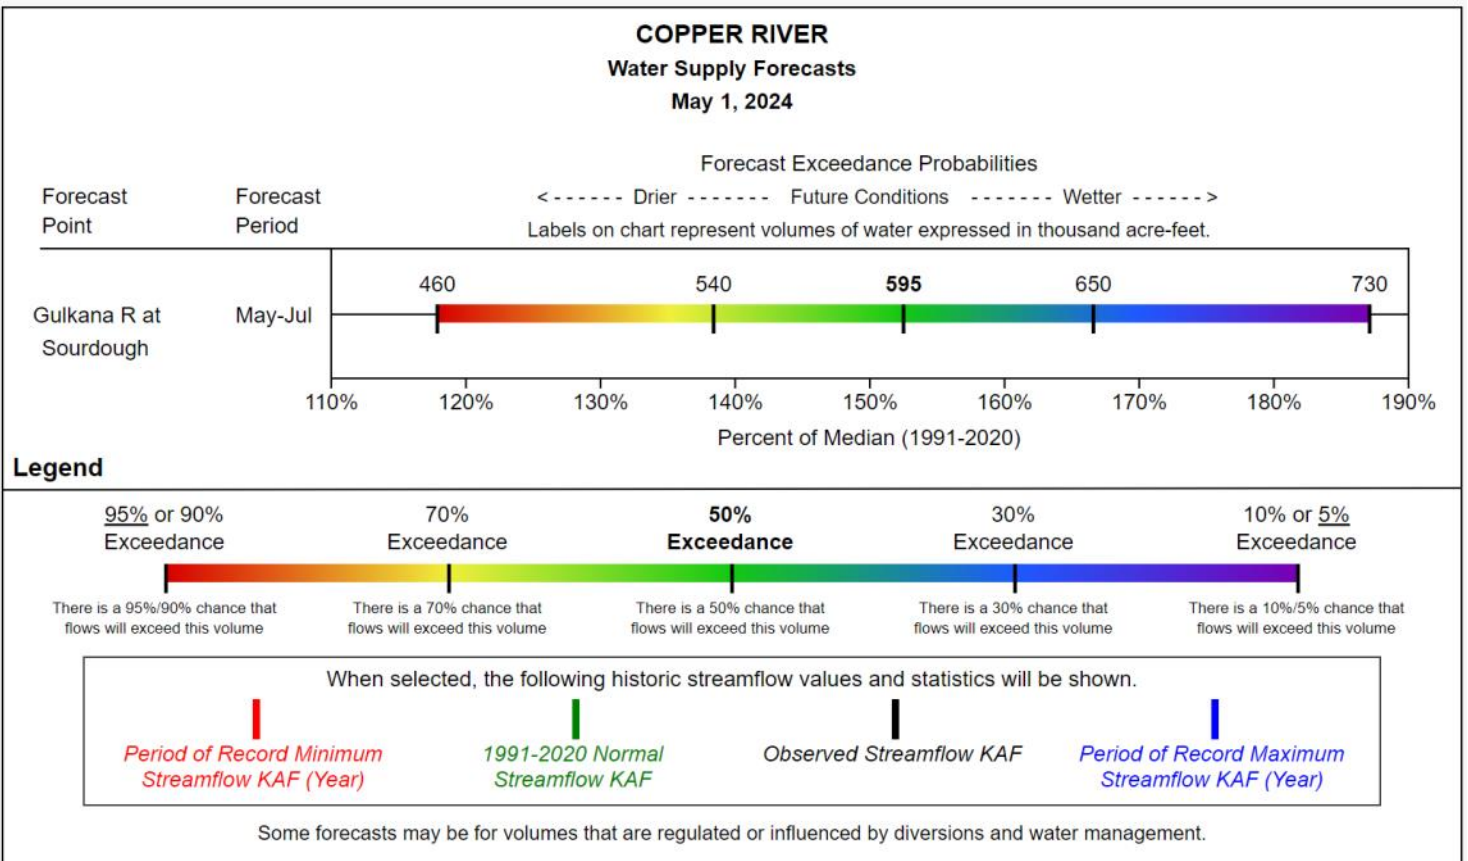 COPPER RIVER
Water Supply Forecasts
May 1, 2024
Forecast Exceedance Probabilities
Forecast Point
Forecast Period
<------ Drier ------- Future Conditions ------- Wetter ------>
Labels on chart represent volumes of water expressed in thousand acre-feet.
460 540 595 650 730
Gulkana R at
Sourdough
May-Jul
110% 120% 130% 140% 150% 160% 170% 180% 190%
Percent of Median (1991-2020)
Legend
95% or 90%
Exceedance
70%
Exceedance
50%
Exceedance
30%
Exceedance
10% or 5%
Exceedance
There is a 95%/90% chance that
flows will exceed this volume
There is a 70% chance that
flows will exceed this volume
There is a 50% chance that
flows will exceed this volume
There is a 30% chance that
flows will exceed this volume
There is a 10%/5% chance that
flows will exceed this volume
When selected, the following historic streamflow values and statistics will be shown.
Period of Record Minimum
Streamflow KAF (Year)
1991-2020 Normal
Streamflow KAF
Observed Streamflow KAF
Period of Record Maximum
Streamflow KAF (Year)
Some forecasts may be for volumes that are regulated or influenced by diversions and water management.